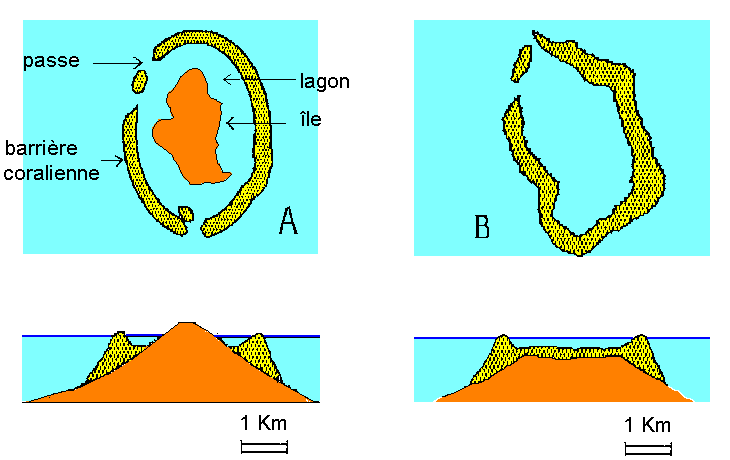 passe
lagon
île
barrière
coralienne
A
B
1 Km
1 Km